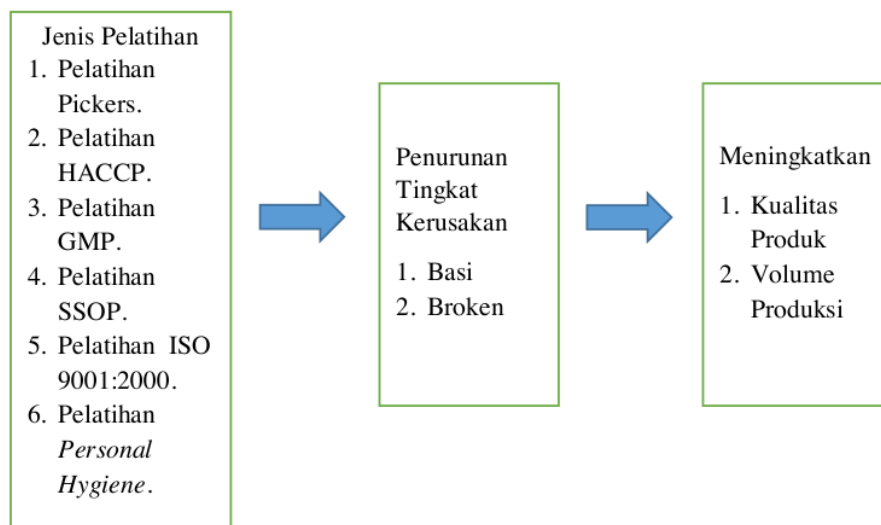 Jenis Pelatihan
1. Pelatihan
Pickers.
2. Pelatihan
HACCP.
3. Pelatihan
GMP.
4. Pelatihan
SSOP.
5. Pelatihan ISO
9001:2000.
6. Pelatihan
Personal
Hygiene.
Penurunan
Tingkat
Kerusakan
1. Basi
2. Broken
Meningkatkan
1. Kualitas
Produk
2. Volume
Produksi